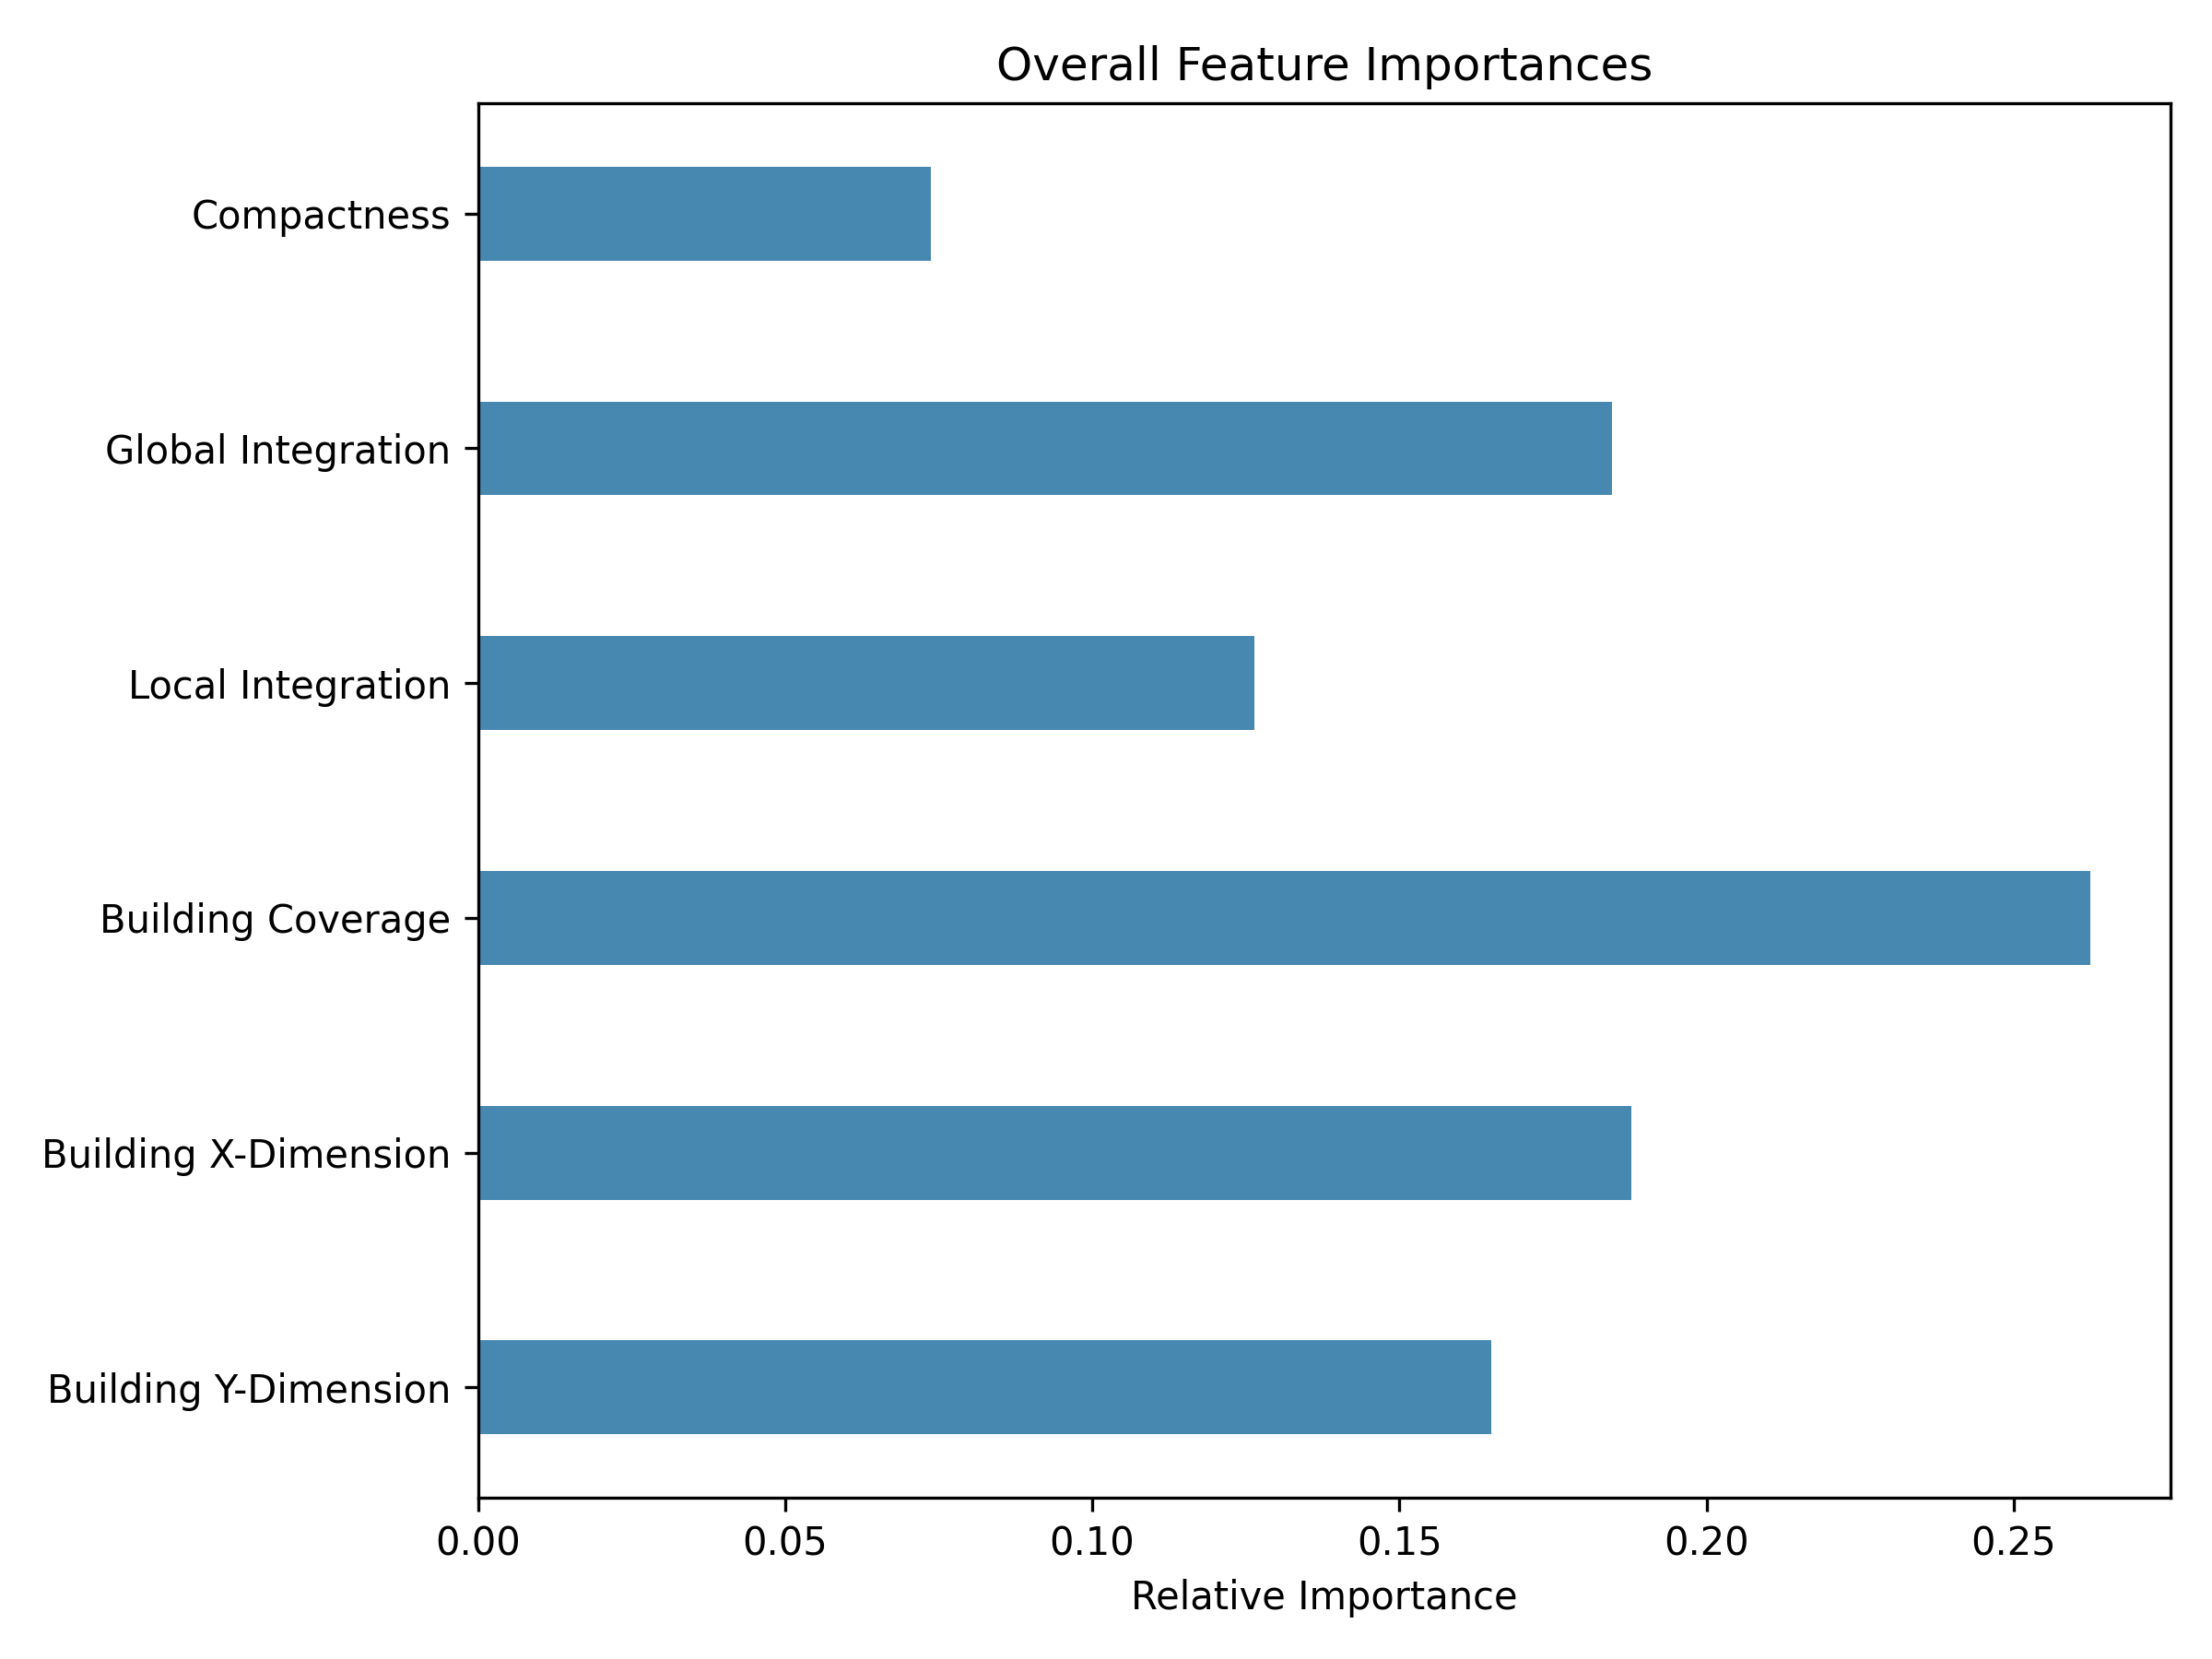 Overall Feature Importances
Compactness
Global Integration
Local Integration
Building Coverage
Building X-Dimension
Building Y-Dimension
0.00 0.05 0.10 0.15 0.20 0.25
Relative Importance